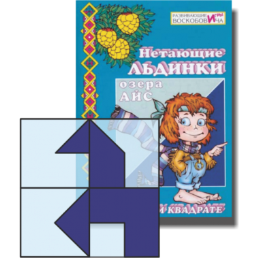 РАЗВИВАЮЩИЕ ИГРЫ
ВОСКОБОВИЧА
Нетающие
ЛЬДИНКИ
озера
АЙС
КВАДРАТЕ